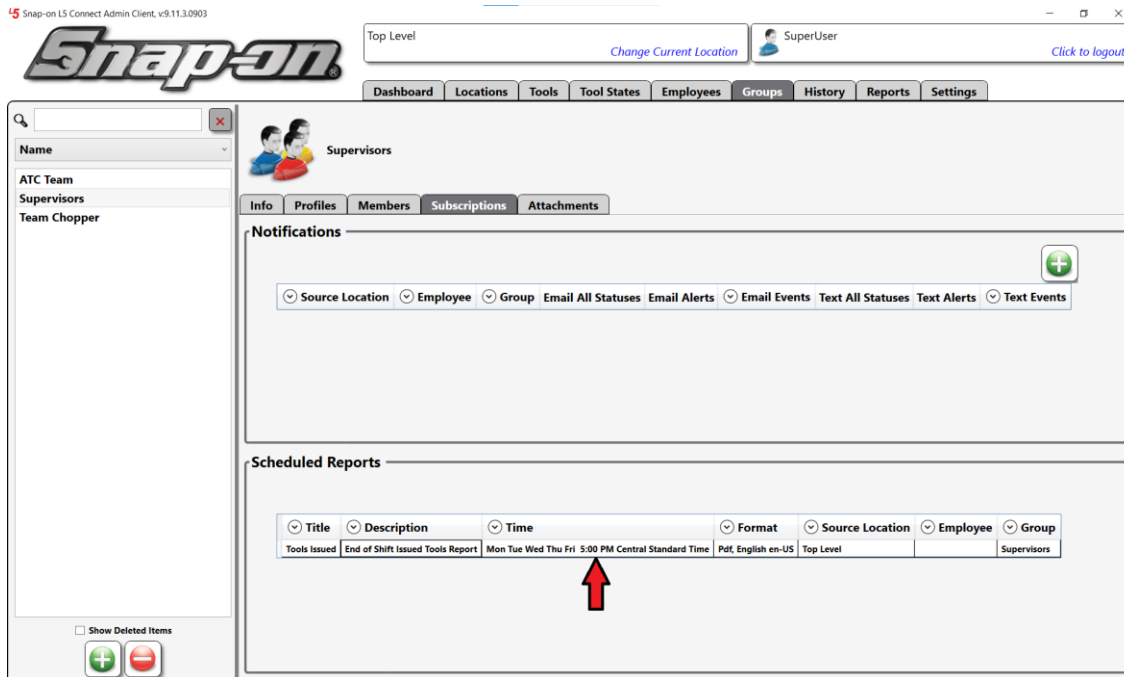 L5 Snap-on L5 Connect Admin Client, v:9.11.3.0903
Snap-on®
Top Level
Change Current Location
SuperUser
Click to logout
Dashboard Locations Tools Tool States Employees Groups History Reports Settings
Name
ATC Team
Supervisors
Team Chopper
Show Deleted Items
Supervisors
Info Profiles Members Subscriptions Attachments
Notifications
Source Location Employee Group Email All Statuses Email Alerts Email Events Text All Statuses Text Alerts Text Events
Scheduled Reports
Title Description Time Format Source Location Employee Group
Tools Issued End of Shift Issued Tools Report Mon Tue Wed Thu Fri 5:00 PM Central Standard Time Pdf, English en-US Top Level Supervisors